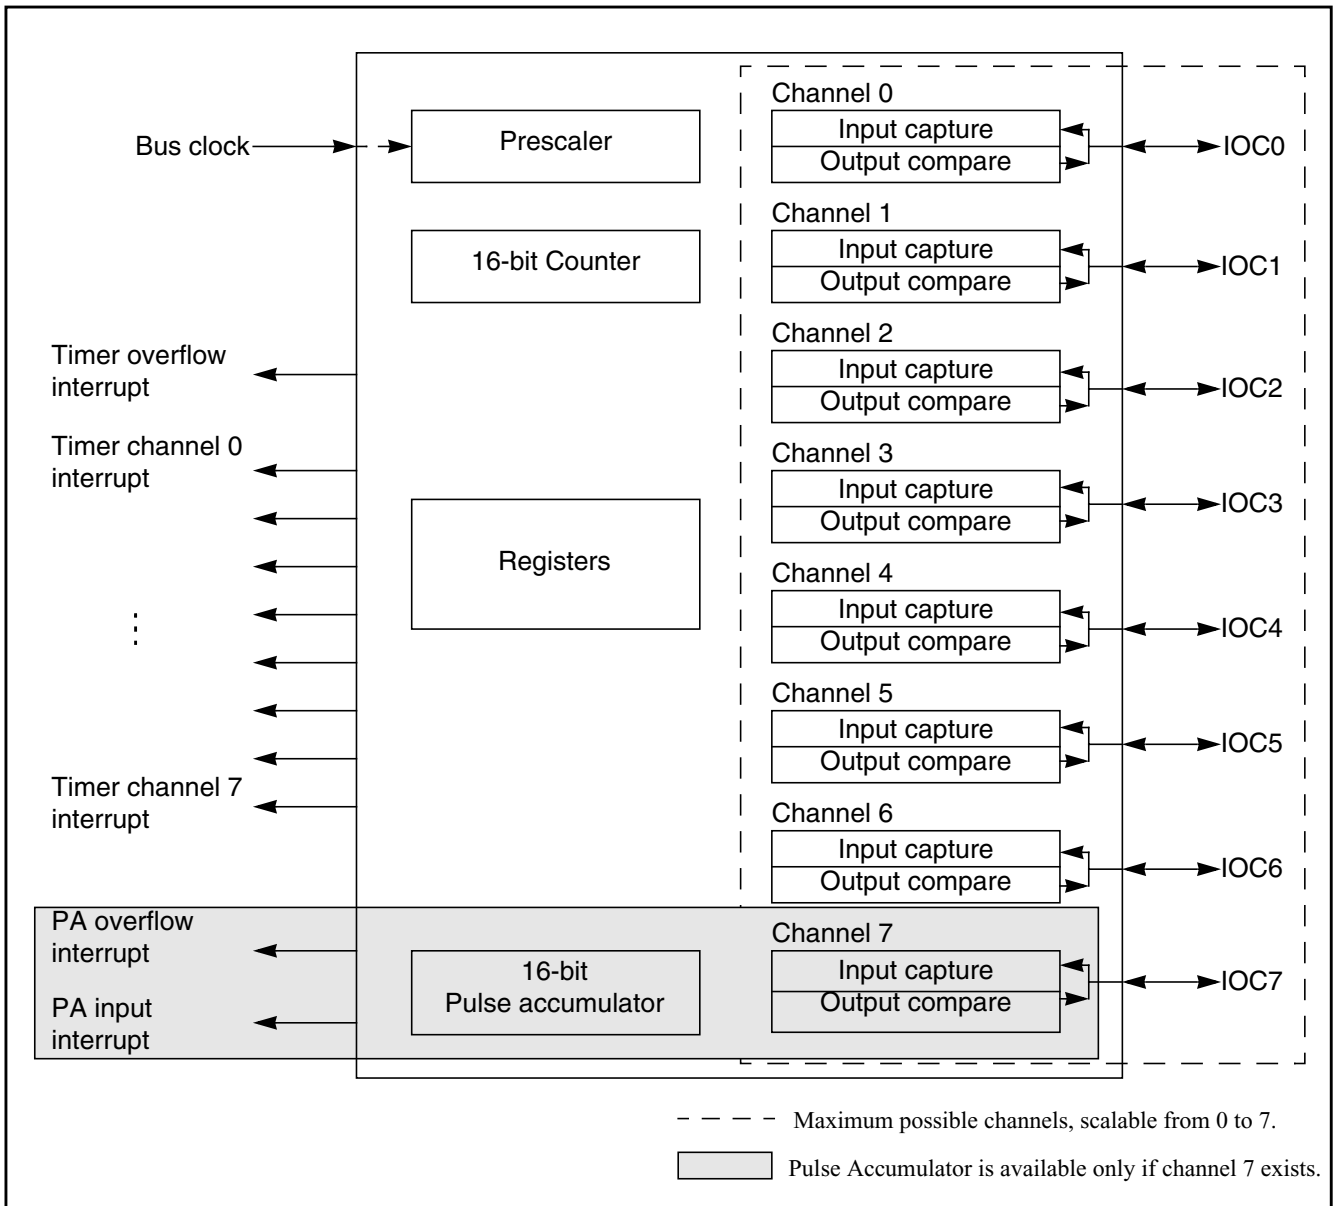 Bus clock
Prescaler
16-bit Counter
Timer overflow
interrupt
Timer channel 0
interrupt
Registers
Timer channel 7
interrupt
PA overflow
interrupt
PA input
interrupt
16-bit
Pulse accumulator
Channel 0
Input capture
Output compare
IOC0
Channel 1
Input capture
Output compare
IOC1
Channel 2
Input capture
Output compare
IOC2
Channel 3
Input capture
Output compare
IOC3
Channel 4
Input capture
Output compare
IOC4
Channel 5
Input capture
Output compare
IOC5
Channel 6
Input capture
Output compare
IOC6
Channel 7
Input capture
Output compare
IOC7
Maximum possible channels, scalable from 0 to 7.
Pulse Accumulator is available only if channel 7 exists.